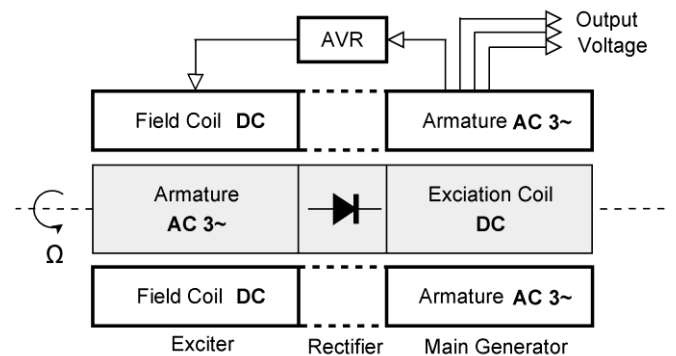 Output
Voltage
AVR
Field Coil DC
Armature AC 3~
Armature
AC 3~
Exciation Coil
DC
Ω
Field Coil DC
Armature AC 3~
Exciter
Rectifier
Main Generator